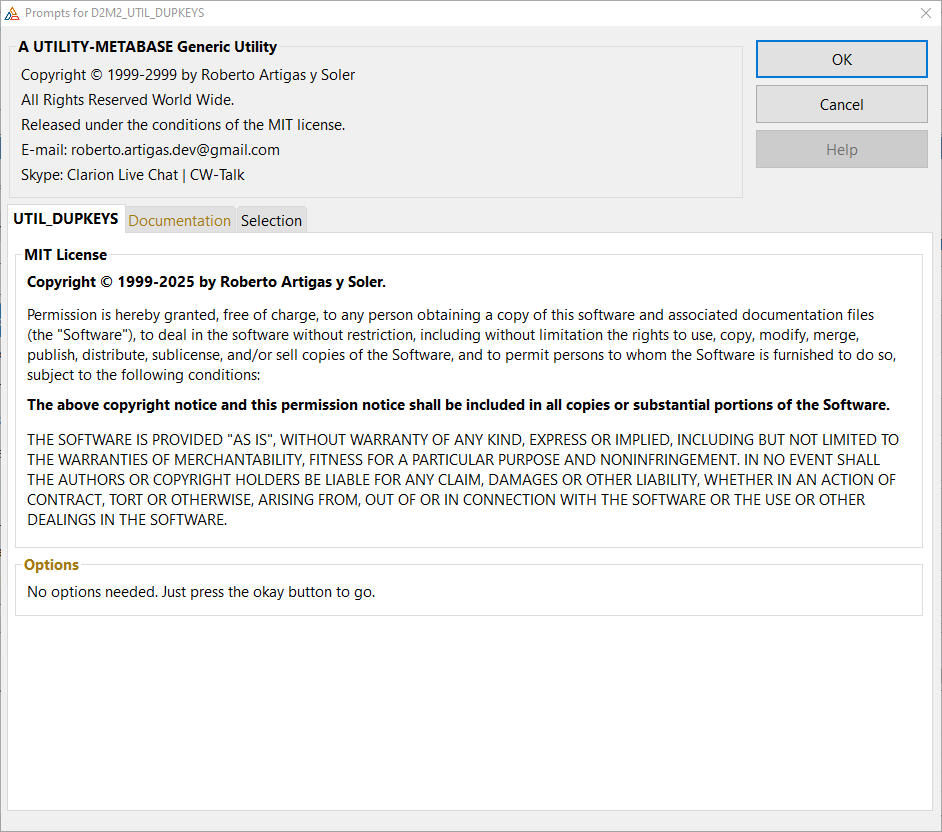 Prompts for D2M2_UTIL_DUPKEYS
A UTILITY-METABASE Generic Utility
Copyright © 1999-2999 by Roberto Artigas y Soler
All Rights Reserved World Wide.
Released under the conditions of the MIT license.
E-mail: roberto.artigas.dev@gmail.com
Skype: Clarion Live Chat | CW-Talk
OK
Cancel
Help
UTIL_DUPKEYS Documentation Selection
MIT License
Copyright © 1999-2025 by Roberto Artigas y Soler.
Permission is hereby granted, free of charge, to any person obtaining a copy of this software and associated documentation files
(the "Software"), to deal in the software without restriction, including without limitation the rights to use, copy, modify, merge,
publish, distribute, sublicense, and/or sell copies of the Software, and to permit persons to whom the Software is furnished to do so,
subject to the following conditions:
The above copyright notice and this permission notice shall be included in all copies or substantial portions of the Software.
THE SOFTWARE IS PROVIDED "AS IS", WITHOUT WARRANTY OF ANY KIND, EXPRESS OR IMPLIED, INCLUDING BUT NOT LIMITED TO
THE WARRANTIES OF MERCHANTABILITY, FITNESS FOR A PARTICULAR PURPOSE AND NONINFRINGEMENT. IN NO EVENT SHALL
THE AUTHORS OR COPYRIGHT HOLDERS BE LIABLE FOR ANY CLAIM, DAMAGES OR OTHER LIABILITY, WHETHER IN AN ACTION OF
CONTRACT, TORT OR OTHERWISE, ARISING FROM, OUT OF OR IN CONNECTION WITH THE SOFTWARE OR THE USE OR OTHER
DEALINGS IN THE SOFTWARE.
Options
No options needed. Just press the okay button to go.